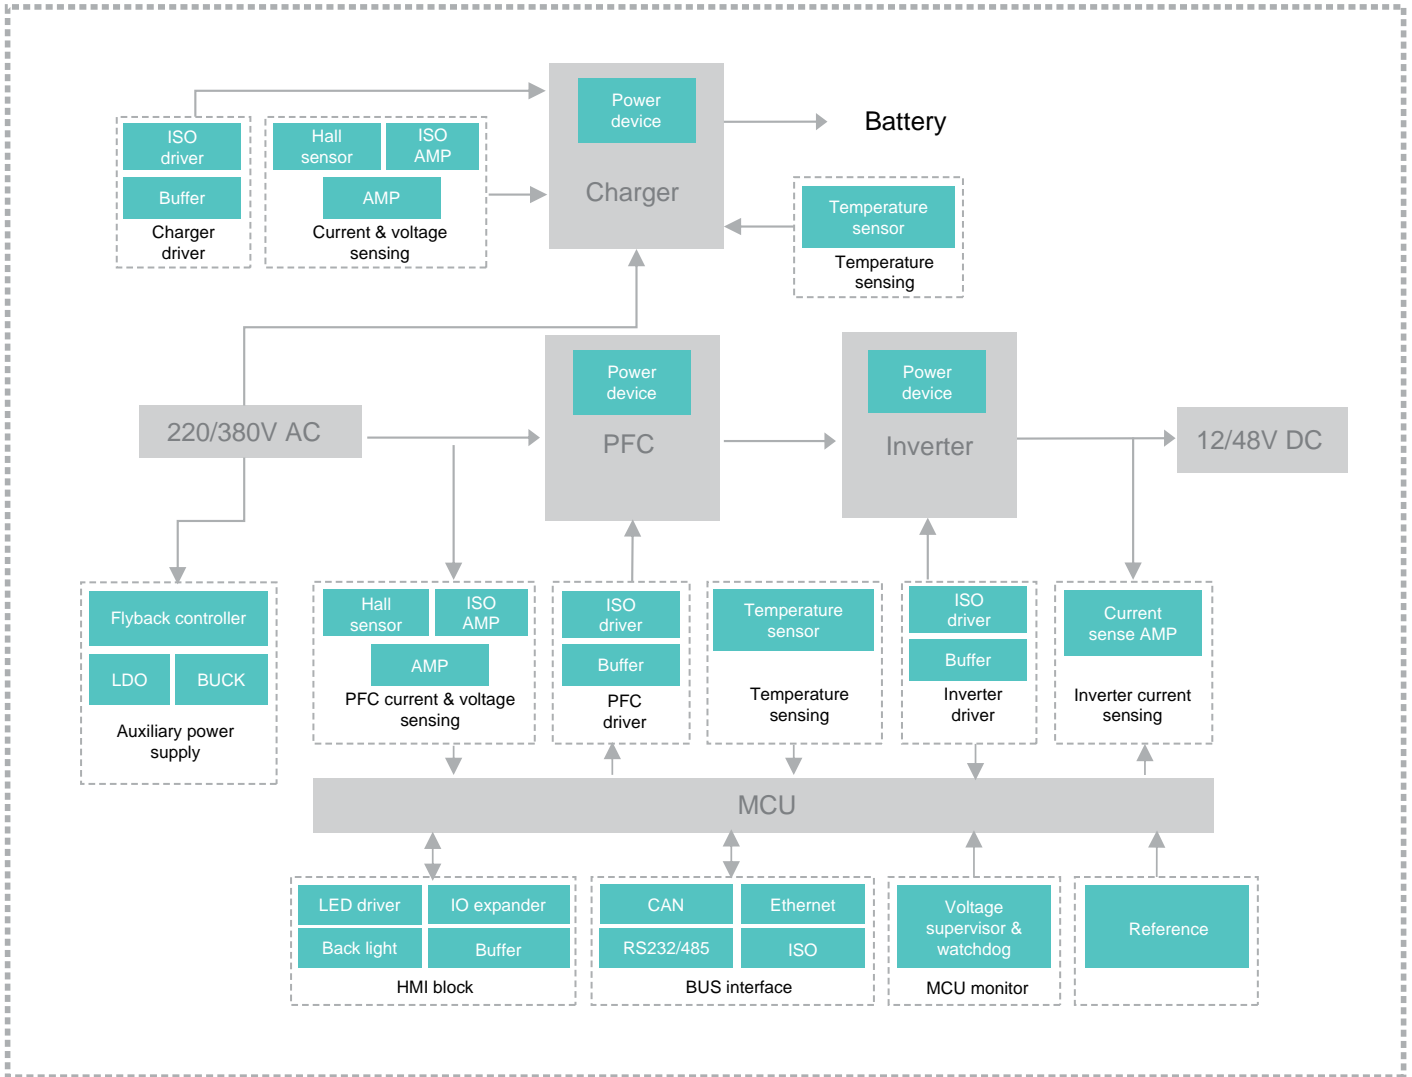 Power
device
Charger
Battery
ISO
driver
Buffer
Charger
driver
Hall
sensor
ISO
AMP
AMP
Current & voltage
sensing
Temperature
sensor
Temperature
sensing
220/380V AC
Power
device
PFC
Power
device
Inverter
12/48V DC
Flyback controller
LDO
BUCK
Auxiliary power
supply
Hall
sensor
ISO
AMP
AMP
PFC current & voltage
sensing
ISO
driver
Buffer
PFC
driver
Temperature
sensor
Temperature
sensing
ISO
driver
Buffer
Inverter
driver
Current
sense AMP
Inverter current
sensing
MCU
LED driver
IO expander
Back light
Buffer
HMI block
CAN
Ethernet
RS232/485
ISO
BUS interface
Voltage
supervisor &
watchdog
MCU monitor
Reference